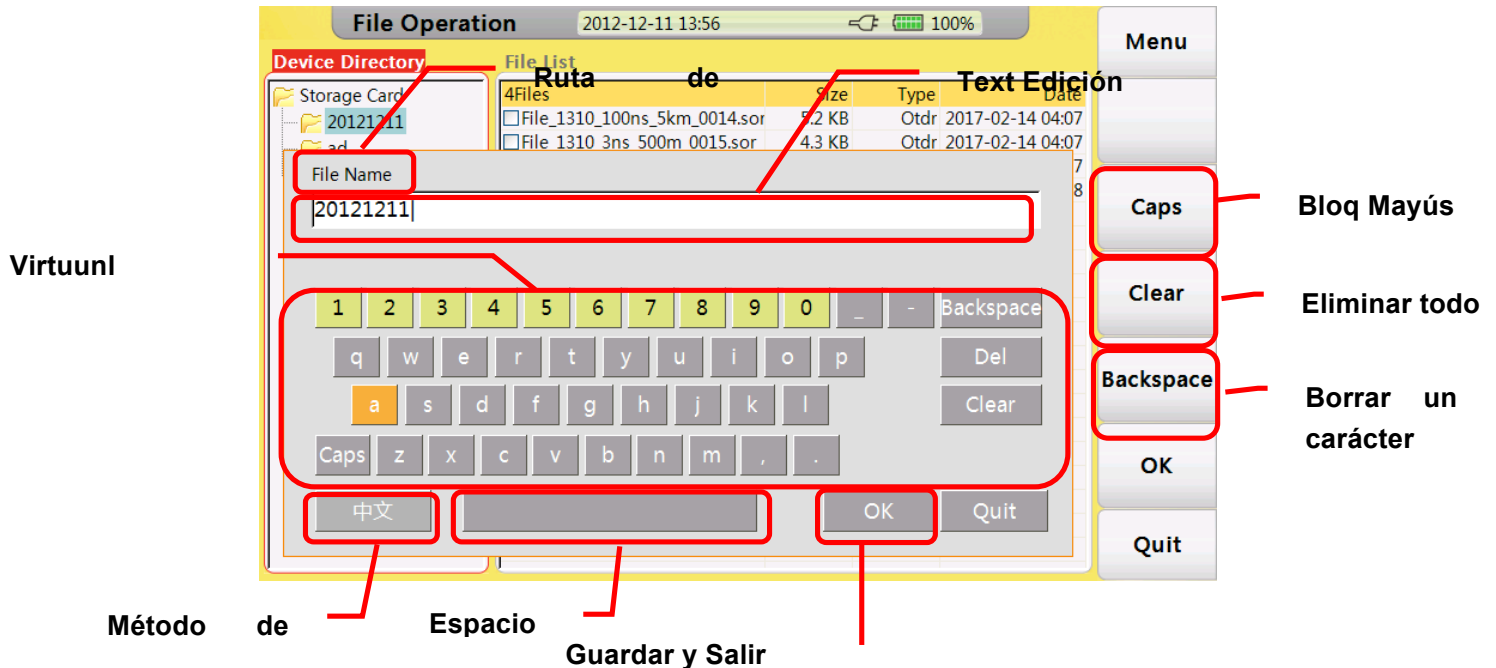 File Operation 2012-12-11 13:56 100%
Menu
Device Directory File List
Ruta de Text Edición
Storage Card 4Files Size Type Date
20121211 File_1310_100ns_5km_0014.sor 5.2 KB Otdr 2017-02-14 04:07
ad File_1310_3ns_500m_0015.sor 4.3 KB Otdr 2017-02-14 04:07
7
File Name
8
20121211
Caps Bloq Mayús
Virtuunl
1 2 3 4 5 6 7 8 9 0 _ - Backspace
Clear Eliminar todo
q w e r t y u i o p Del
Backspace
a s d f g h j k l Clear
Borrar un
carácter
Caps z x c v b n m , .
OK
中文 OK Quit
Quit
Método de Espacio
Guardar y Salir